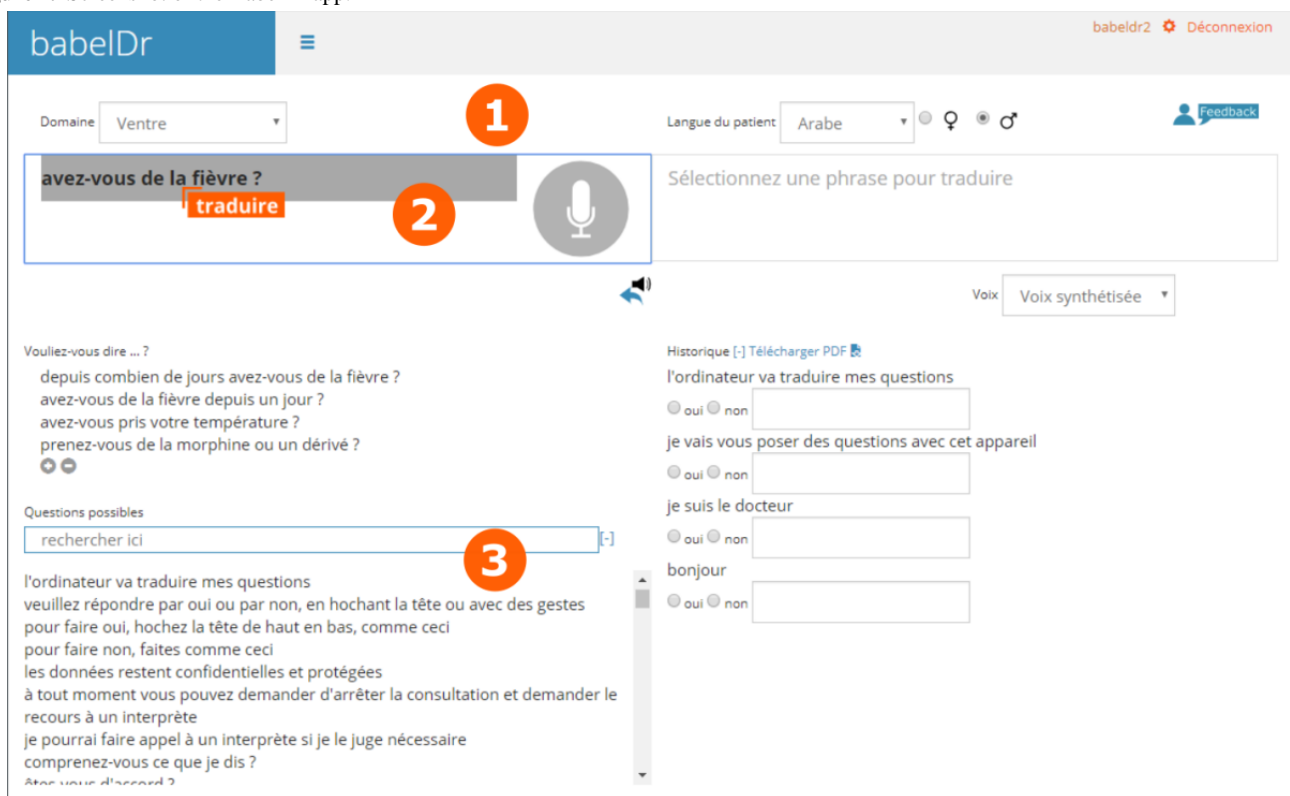 babelDr
babeldr2 Déconnexion
1
Domaine Ventre
Langue du patient Arabe ♀ ♂
Feedback
avez-vous de la fièvre ?
traduire
2
Sélectionnez une phrase pour traduire
Voix Voix synthétisée
Vouliez-vous dire ... ?
depuis combien de jours avez-vous de la fièvre ?
avez-vous de la fièvre depuis un jour ?
avez-vous pris votre température ?
prenez-vous de la morphine ou un dérivé ?
Questions possibles
rechercher ici [-]
3
l'ordinateur va traduire mes questions
veuillez répondre par oui ou par non, en hochant la tête ou avec des gestes
pour faire oui, hochez la tête de haut en bas, comme ceci
pour faire non, faites comme ceci
les données restent confidentielles et protégées
à tout moment vous pouvez demander d'arrêter la consultation et demander le
recours à un interprète
je pourrai faire appel à un interprète si je le juge nécessaire
comprenez-vous ce que je dis ?
Historique [-] Télécharger PDF
l'ordinateur va traduire mes questions
oui non
je vais vous poser des questions avec cet appareil
oui non
je suis le docteur
oui non
bonjour
oui non